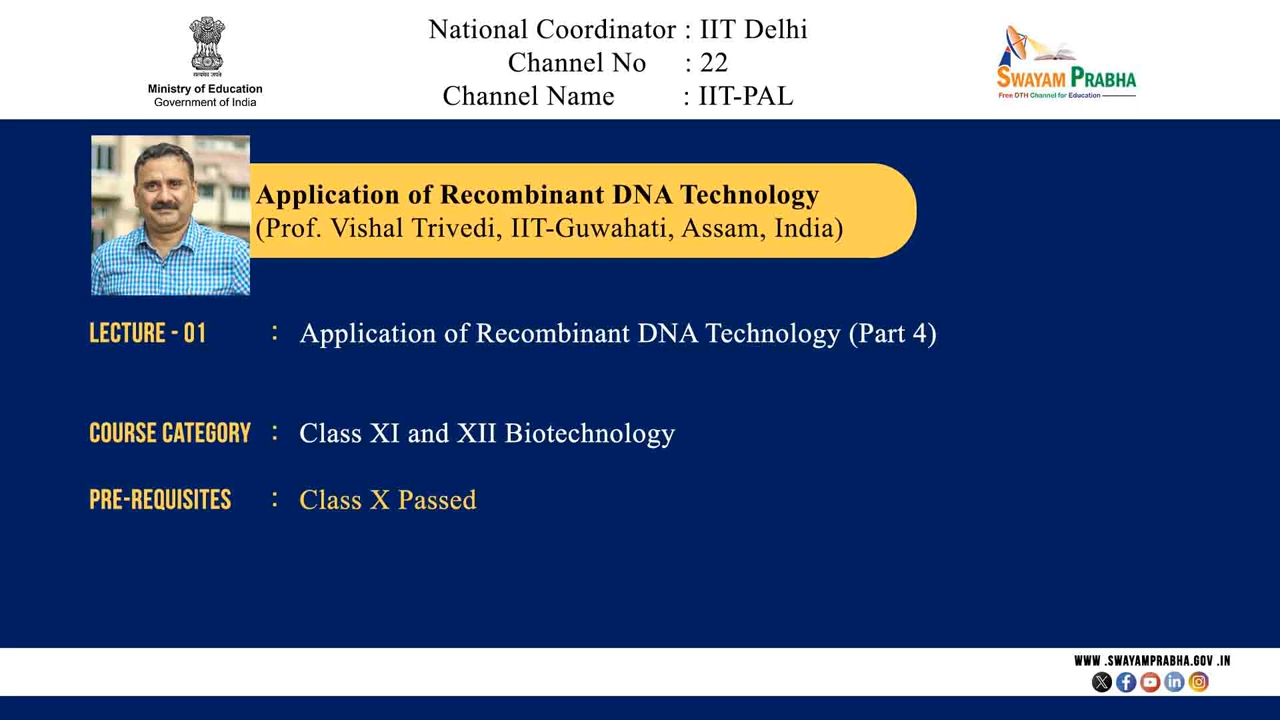 National Coordinator : IIT Delhi
Channel No : 22
Channel Name : IIT-PAL
सत्यमेव जयते
Ministry of Education
Government of India
SWAYAM PRABHA
Free DTH Channel for Education
Application of Recombinant DNA Technology
(Prof. Vishal Trivedi, IIT-Guwahati, Assam, India)
LECTURE - 01 : Application of Recombinant DNA Technology (Part 4)
COURSE CATEGORY : Class XI and XII Biotechnology
PRE-REQUISITES : Class X Passed
WWW .SWAYAMPRABHA.GOV .IN